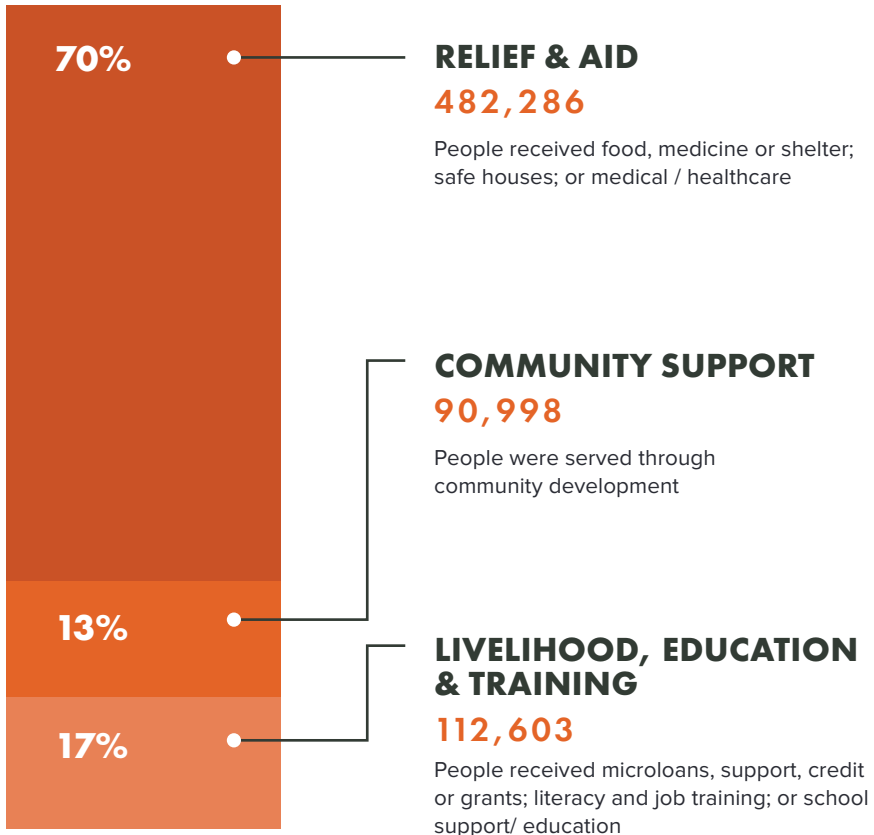 70%
RELIEF & AID
482,286
People received food, medicine or shelter;
safe houses; or medical / healthcare
COMMUNITY SUPPORT
90,998
People were served through
community development
13%
LIVELIHOOD, EDUCATION
& TRAINING
112,603
17%
People received microloans, support, credit
or grants; literacy and job training; or school
support/ education